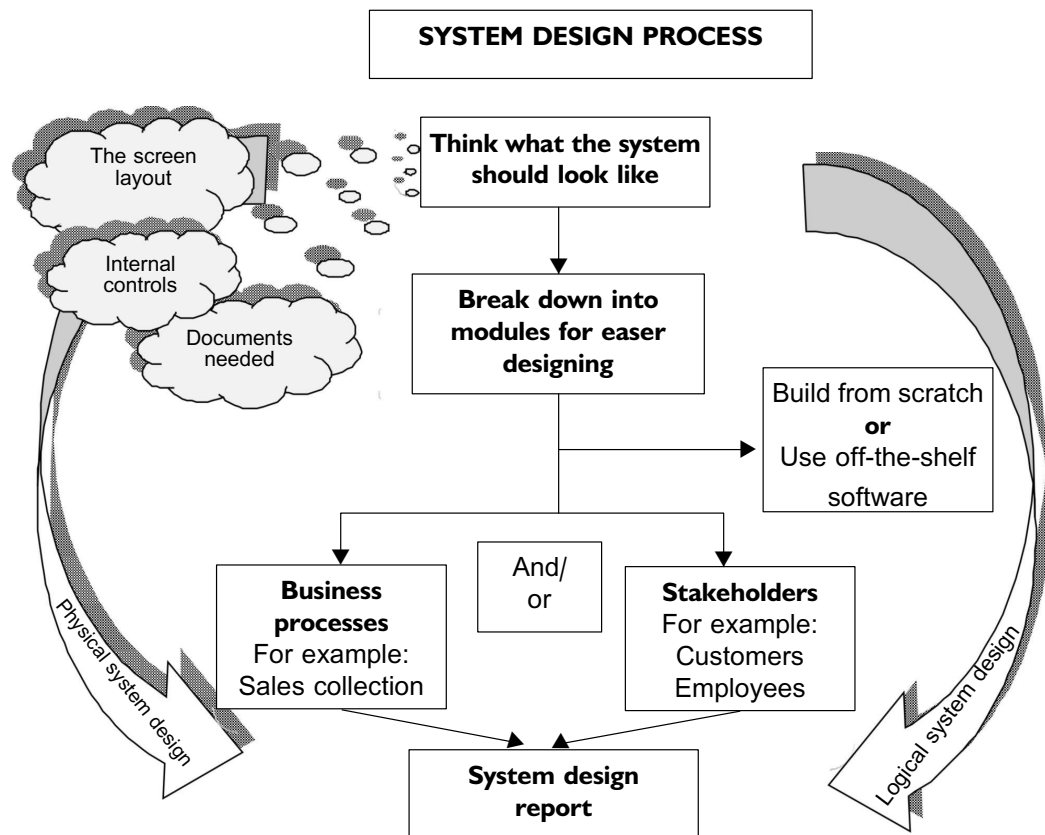 SYSTEM DESIGN PROCESS
The screen
layout
Internal
controls
Documents
needed
Think what the system
should look like
Break down into
modules for easer
designing
Build from scratch
or
Use off-the-shelf
software
Business
processes
For example:
Sales collection
And/
or
Stakeholders
For example:
Customers
Employees
System design
report
Physical system design
Logical system design